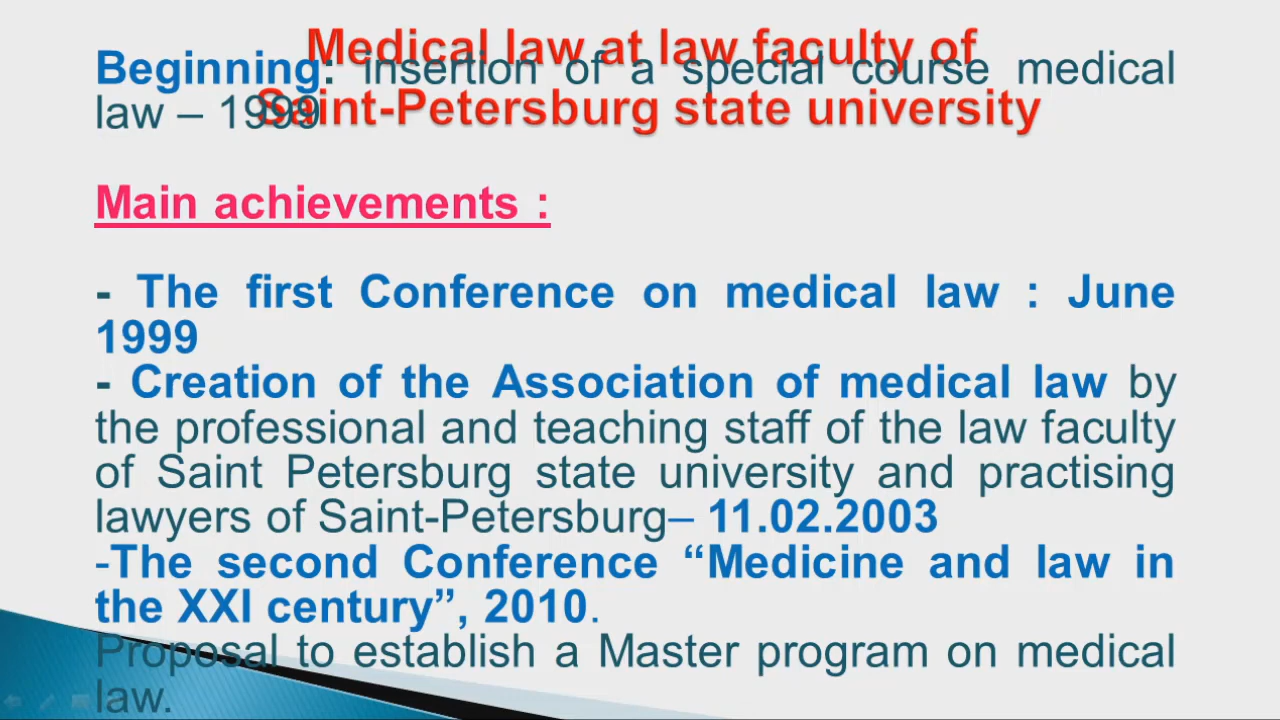 Medical law at law faculty of
Saint-Petersburg state university
Beginning: insertion of a special course medical
law – 1999
Main achievements :
- The first Conference on medical law : June
1999
- Creation of the Association of medical law by
the professional and teaching staff of the law faculty
of Saint Petersburg state university and practising
lawyers of Saint-Petersburg– 11.02.2003
-The second Conference “Medicine and law in
the XXI century”, 2010.
Proposal to establish a Master program on medical
law.